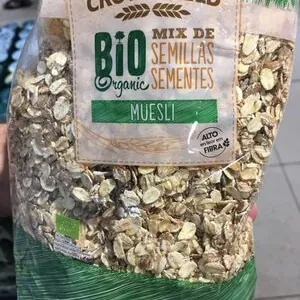 BIO
Organic
MIX DE
SEMILLAS
SEMENTES
MUESLI
ALTO
FIBRA